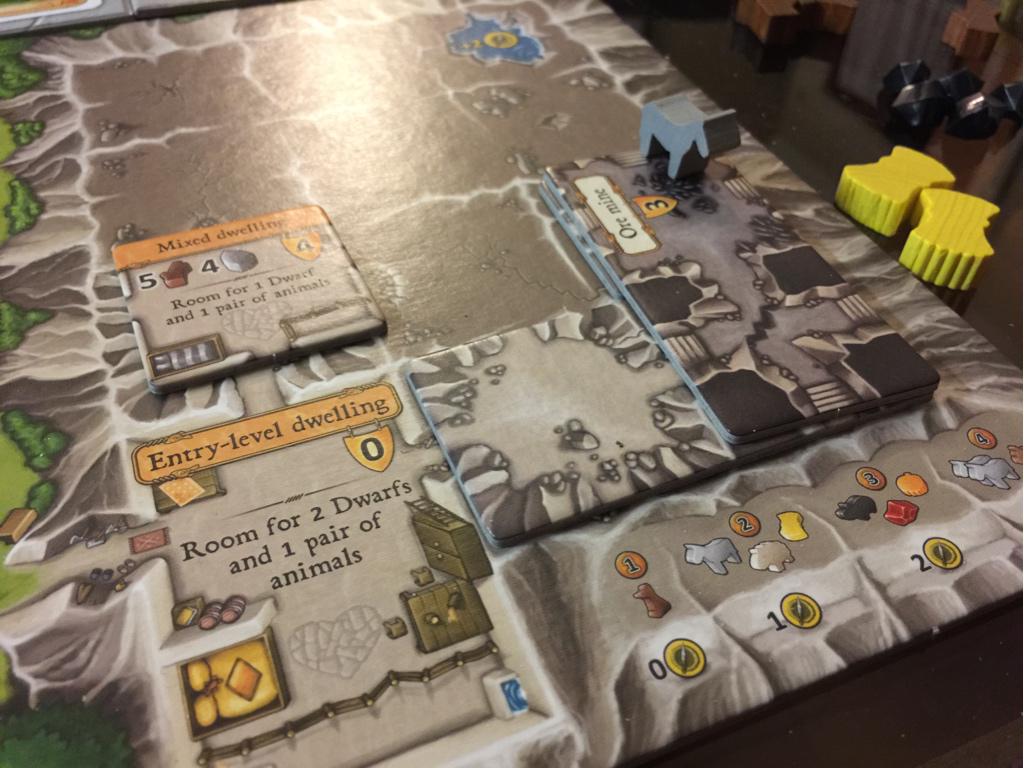 +2
Ore mine
3
Mixed dwelling
4
5 4
Room for 1 Dwarf
and 1 pair of animals
Entry-level dwelling
0
Room for 2 Dwarfs
and 1 pair of
animals
1 2 3 4
0 1 2